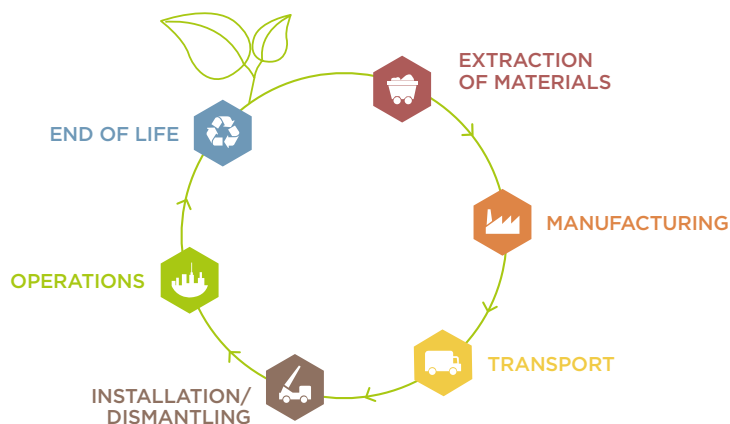 EXTRACTION
OF MATERIALS
MANUFACTURING
TRANSPORT
INSTALLATION/
DISMANTLING
OPERATIONS
END OF LIFE